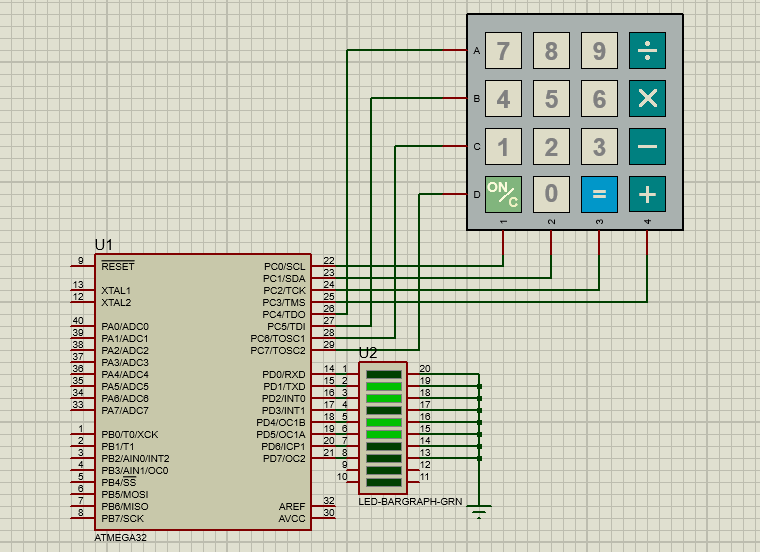 A 7 8 9 ÷
B 4 5 6 ×
C 1 2 3 −
D ON/C 0 = +
1 2 3 4
U1
9 RESET PC0/SCL 22
PC1/SDA 23
13 XTAL1 PC2/TCK 24
12 XTAL2 PC3/TMS 25
PC4/TDO 26
40 PA0/ADC0 PC5/TDI 27
39 PA1/ADC1 PC6/TOSC1 28
38 PA2/ADC2 PC7/TOSC2 29
37 PA3/ADC3
36 PA4/ADC4 PD0/RXD 14
35 PA5/ADC5 PD1/TXD 15
34 PA6/ADC6 PD2/INT0 16
33 PA7/ADC7 PD3/INT1 17
PD4/OC1B 18
1 PB0/T0/XCK PD5/OC1A 19
2 PB1/T1 PD6/ICP1 20
3 PB2/AIN0/INT2 PD7/OC2 21
4 PB3/AIN1/OC0
5 PB4/SS
6 PB5/MOSI
7 PB6/MISO AREF 32
8 PB7/SCK AVCC 30
ATMEGA32
U2
1 20
2 19
3 18
4 17
5 16
6 15
7 14
8 13
9 12
10 11
LED-BARGRAPH-GRN